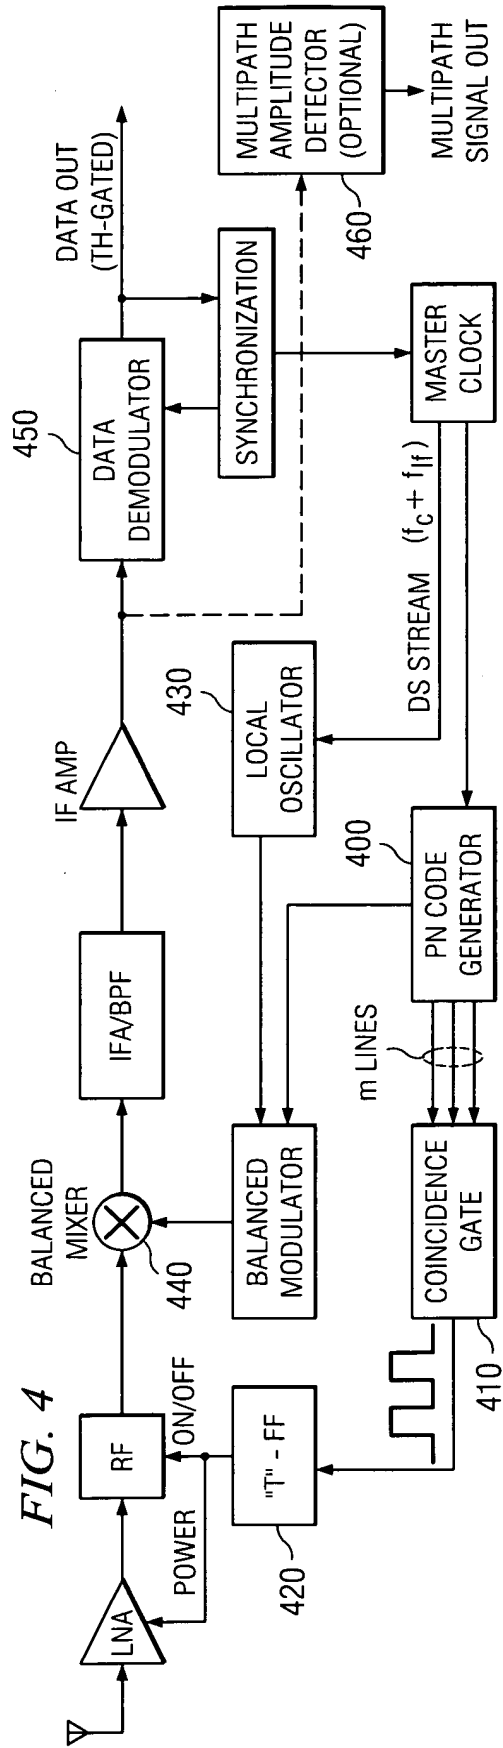 FIG. 4
LNA
RF
POWER
ON/OFF
"T" - FF
420
BALANCED
MIXER
440
IFA/BPF
IF AMP
450
DATA
DEMODULATOR
DATA OUT
(TH-GATED)
SYNCHRONIZATION
MULTIPATH
AMPLITUDE
DETECTOR
(OPTIONAL)
460
MULTIPATH
SIGNAL OUT
BALANCED
MODULATOR
430
LOCAL
OSCILLATOR
DS STREAM (fc + fIf)
MASTER
CLOCK
COINCIDENCE
GATE
410
m LINES
400
PN CODE
GENERATOR